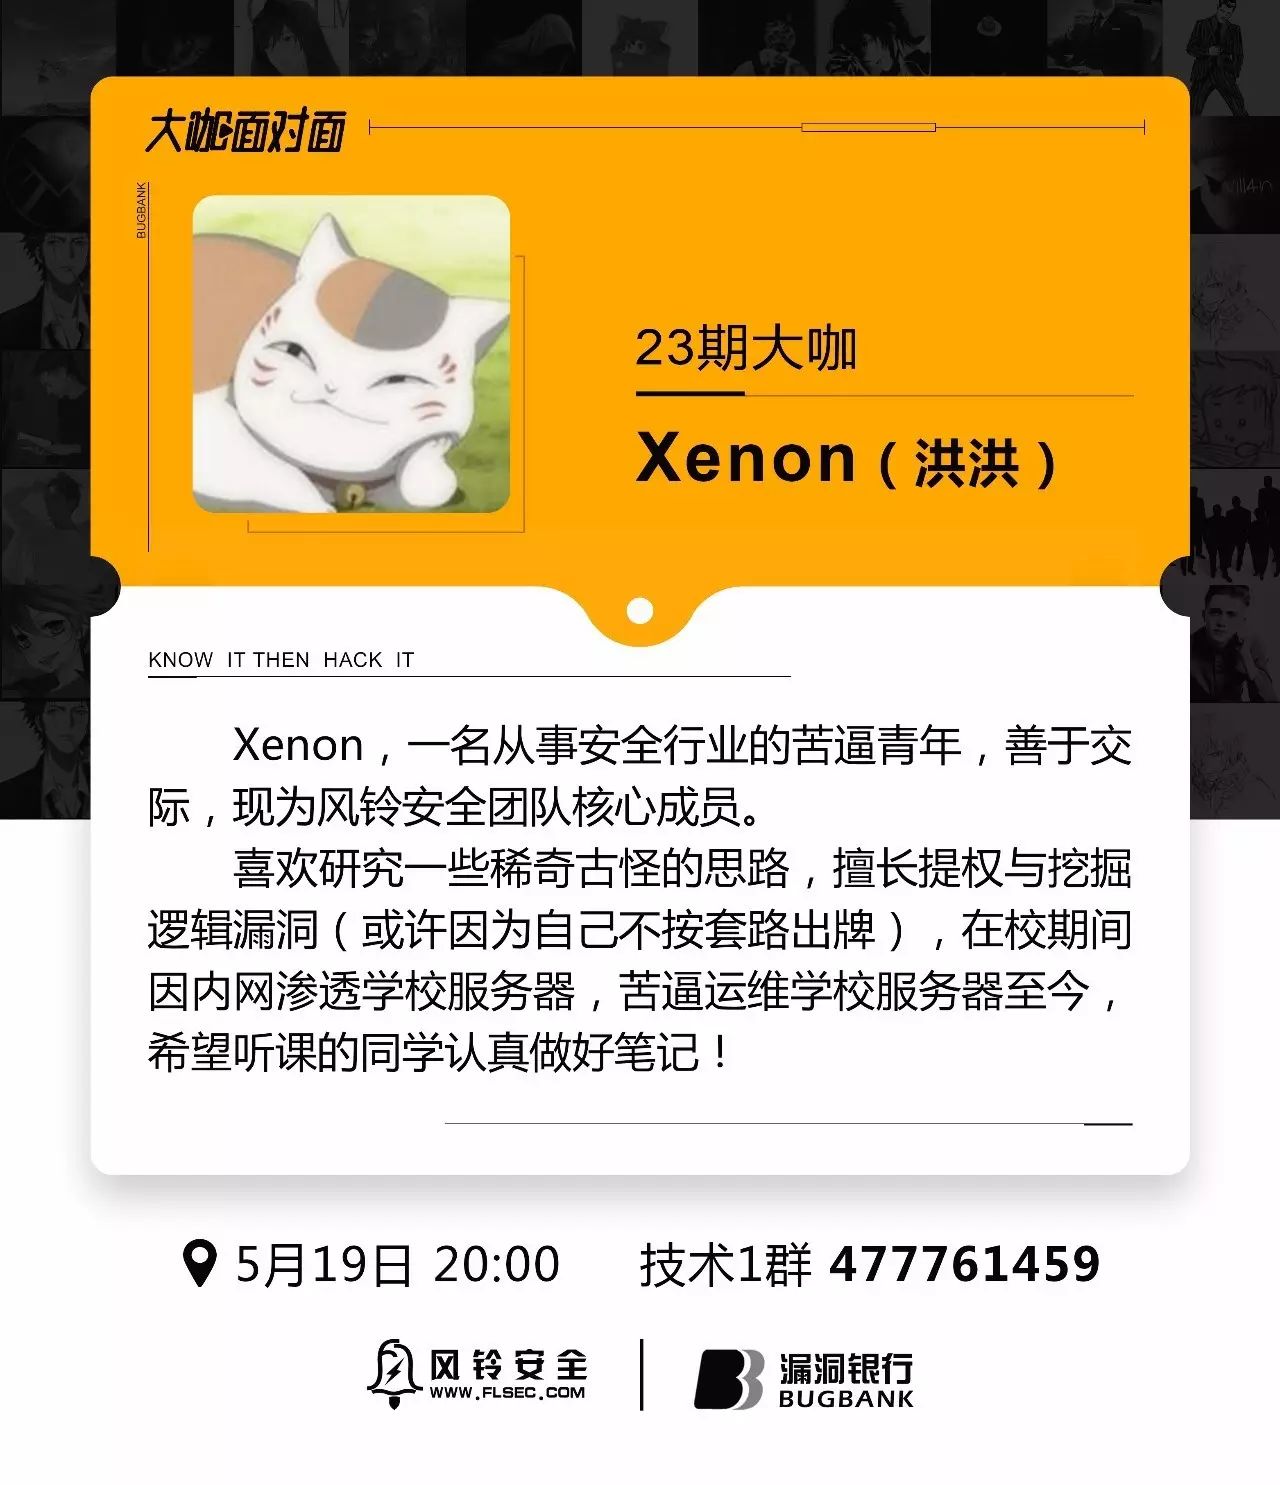 大咖面对面
BUGBANK
23期大咖
Xenon（洪洪）
KNOW IT THEN HACK IT
Xenon，一名从事安全行业的苦逼青年，善于交
际，现为风铃安全团队核心成员。
喜欢研究一些稀奇古怪的思路，擅长提权与挖掘
逻辑漏洞（或许因为自己不按套路出牌），在校期间
因内网渗透学校服务器，苦逼运维学校服务器至今，
希望听课的同学认真做好笔记！
5月19日 20:00
技术1群 477761459
风铃安全
WWW.FLSEC.COM
漏洞银行
BUGBANK